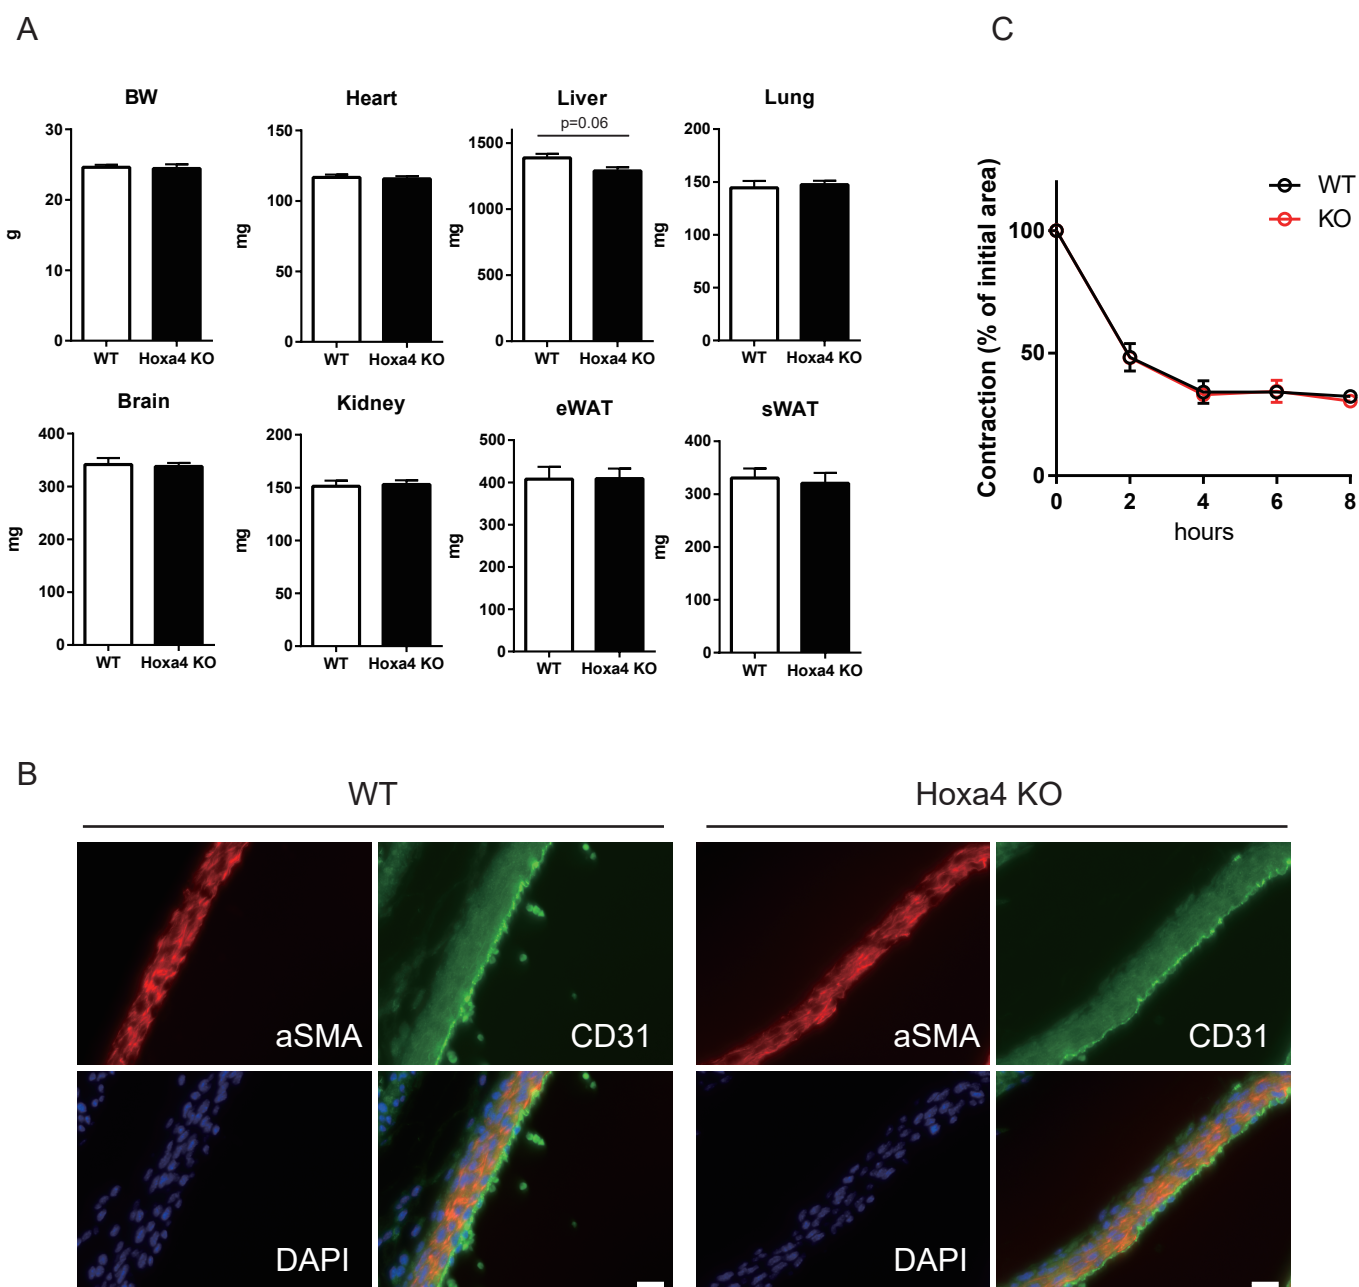 A
BW
30
20
10
0
g
WT Hoxa4 KO
Heart
150
100
50
0
mg
WT Hoxa4 KO
Liver
p=0.06
1500
1000
500
0
mg
WT Hoxa4 KO
Lung
200
150
100
50
0
mg
WT Hoxa4 KO
Brain
400
300
200
100
0
mg
WT Hoxa4 KO
Kidney
200
150
100
50
0
mg
WT Hoxa4 KO
eWAT
500
400
300
200
100
0
mg
WT Hoxa4 KO
sWAT
400
300
200
100
0
mg
WT Hoxa4 KO
C
WT
KO
Contraction (% of initial area)
100
50
0
0 2 4 6 8
hours
B
WT
aSMA
CD31
DAPI
Hoxa4 KO
aSMA
CD31
DAPI